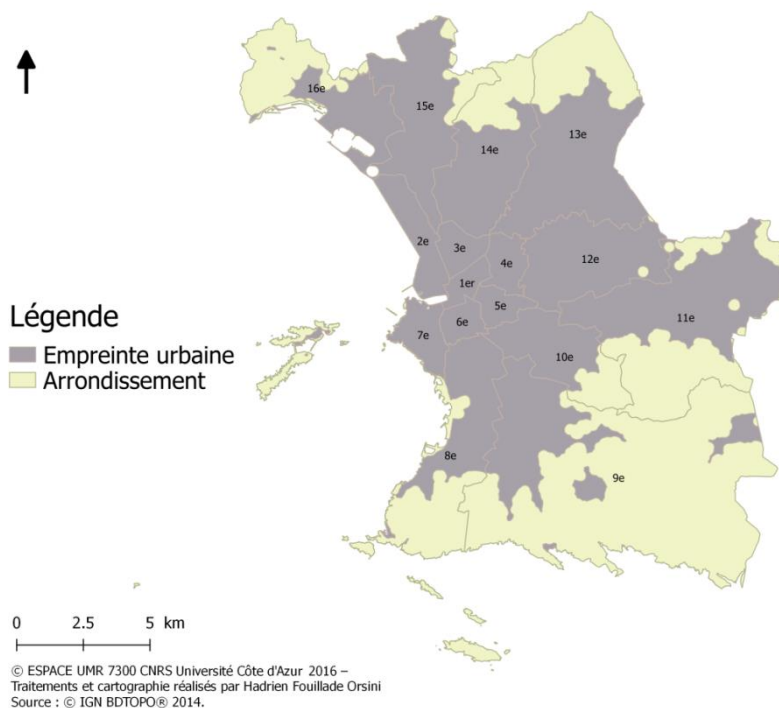 16e
15e
14e
13e
2e
3e
4e
12e
1er
5e
6e
7e
11e
10e
8e
9e
Légende
Empreinte urbaine
Arrondissement
0 2.5 5 km
© ESPACE UMR 7300 CNRS Université Côte d'Azur 2016 –
Traitements et cartographie réalisés par Hadrien Fouillade Orsini
Source : © IGN BDTOPO® 2014.